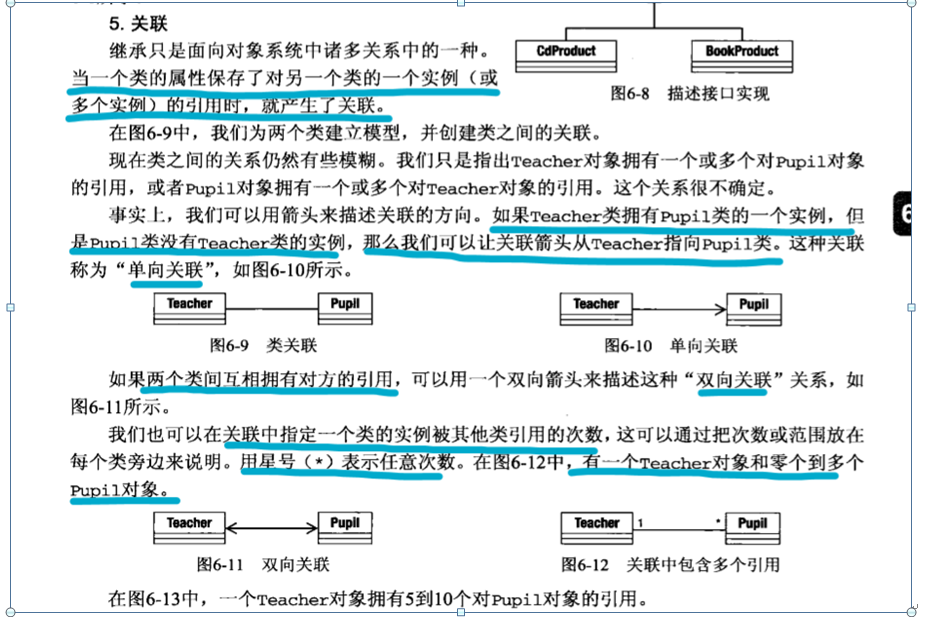 5. 关联
继承只是面向对象系统中诸多关系中的一种。
当一个类的属性保存了对另一个类的一个实例（或
多个实例）的引用时，就产生了关联。
CdProduct
BookProduct
图6-8 描述接口实现
在图6-9中，我们为两个类建立模型，并创建类之间的关联。
现在类之间的关系仍然有些模糊。我们只是指出Teacher对象拥有一个或多个对Pupil对象
的引用，或者Pupil对象拥有一个或多个对Teacher对象的引用。这个关系很不确定。
事实上，我们可以用箭头来描述关联的方向。如果Teacher类拥有Pupil类的一个实例，但
是Pupil类没有Teacher类的实例，那么我们可以让关联箭头从Teacher指向Pupil类。这种关联
称为“单向关联”，如图6-10所示。
6
Teacher
Pupil
Teacher
Pupil
图6-9 类关联
图6-10 单向关联
如果两个类间互相拥有对方的引用，可以用一个双向箭头来描述这种“双向关联”关系，如
图6-11所示。
我们也可以在关联中指定一个类的实例被其他类引用的次数，这可以通过把次数或范围放在
每个类旁边来说明。用星号（*）表示任意次数。在图6-12中，有一个Teacher对象和零个到多个
Pupil对象。
Teacher
Pupil
Teacher
1
*
Pupil
图6-11 双向关联
图6-12 关联中包含多个引用
在图6-13中，一个Teacher对象拥有5到10个对Pupil对象的引用。